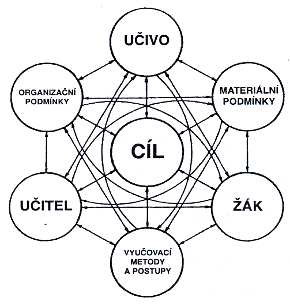 UČIVO
ORGANIZAČNÍ
PODMÍNKY
MATERIÁLNÍ
PODMÍNKY
CÍL
UČITEL
ŽÁK
VYUČOVACÍ
METODY
A POSTUPY